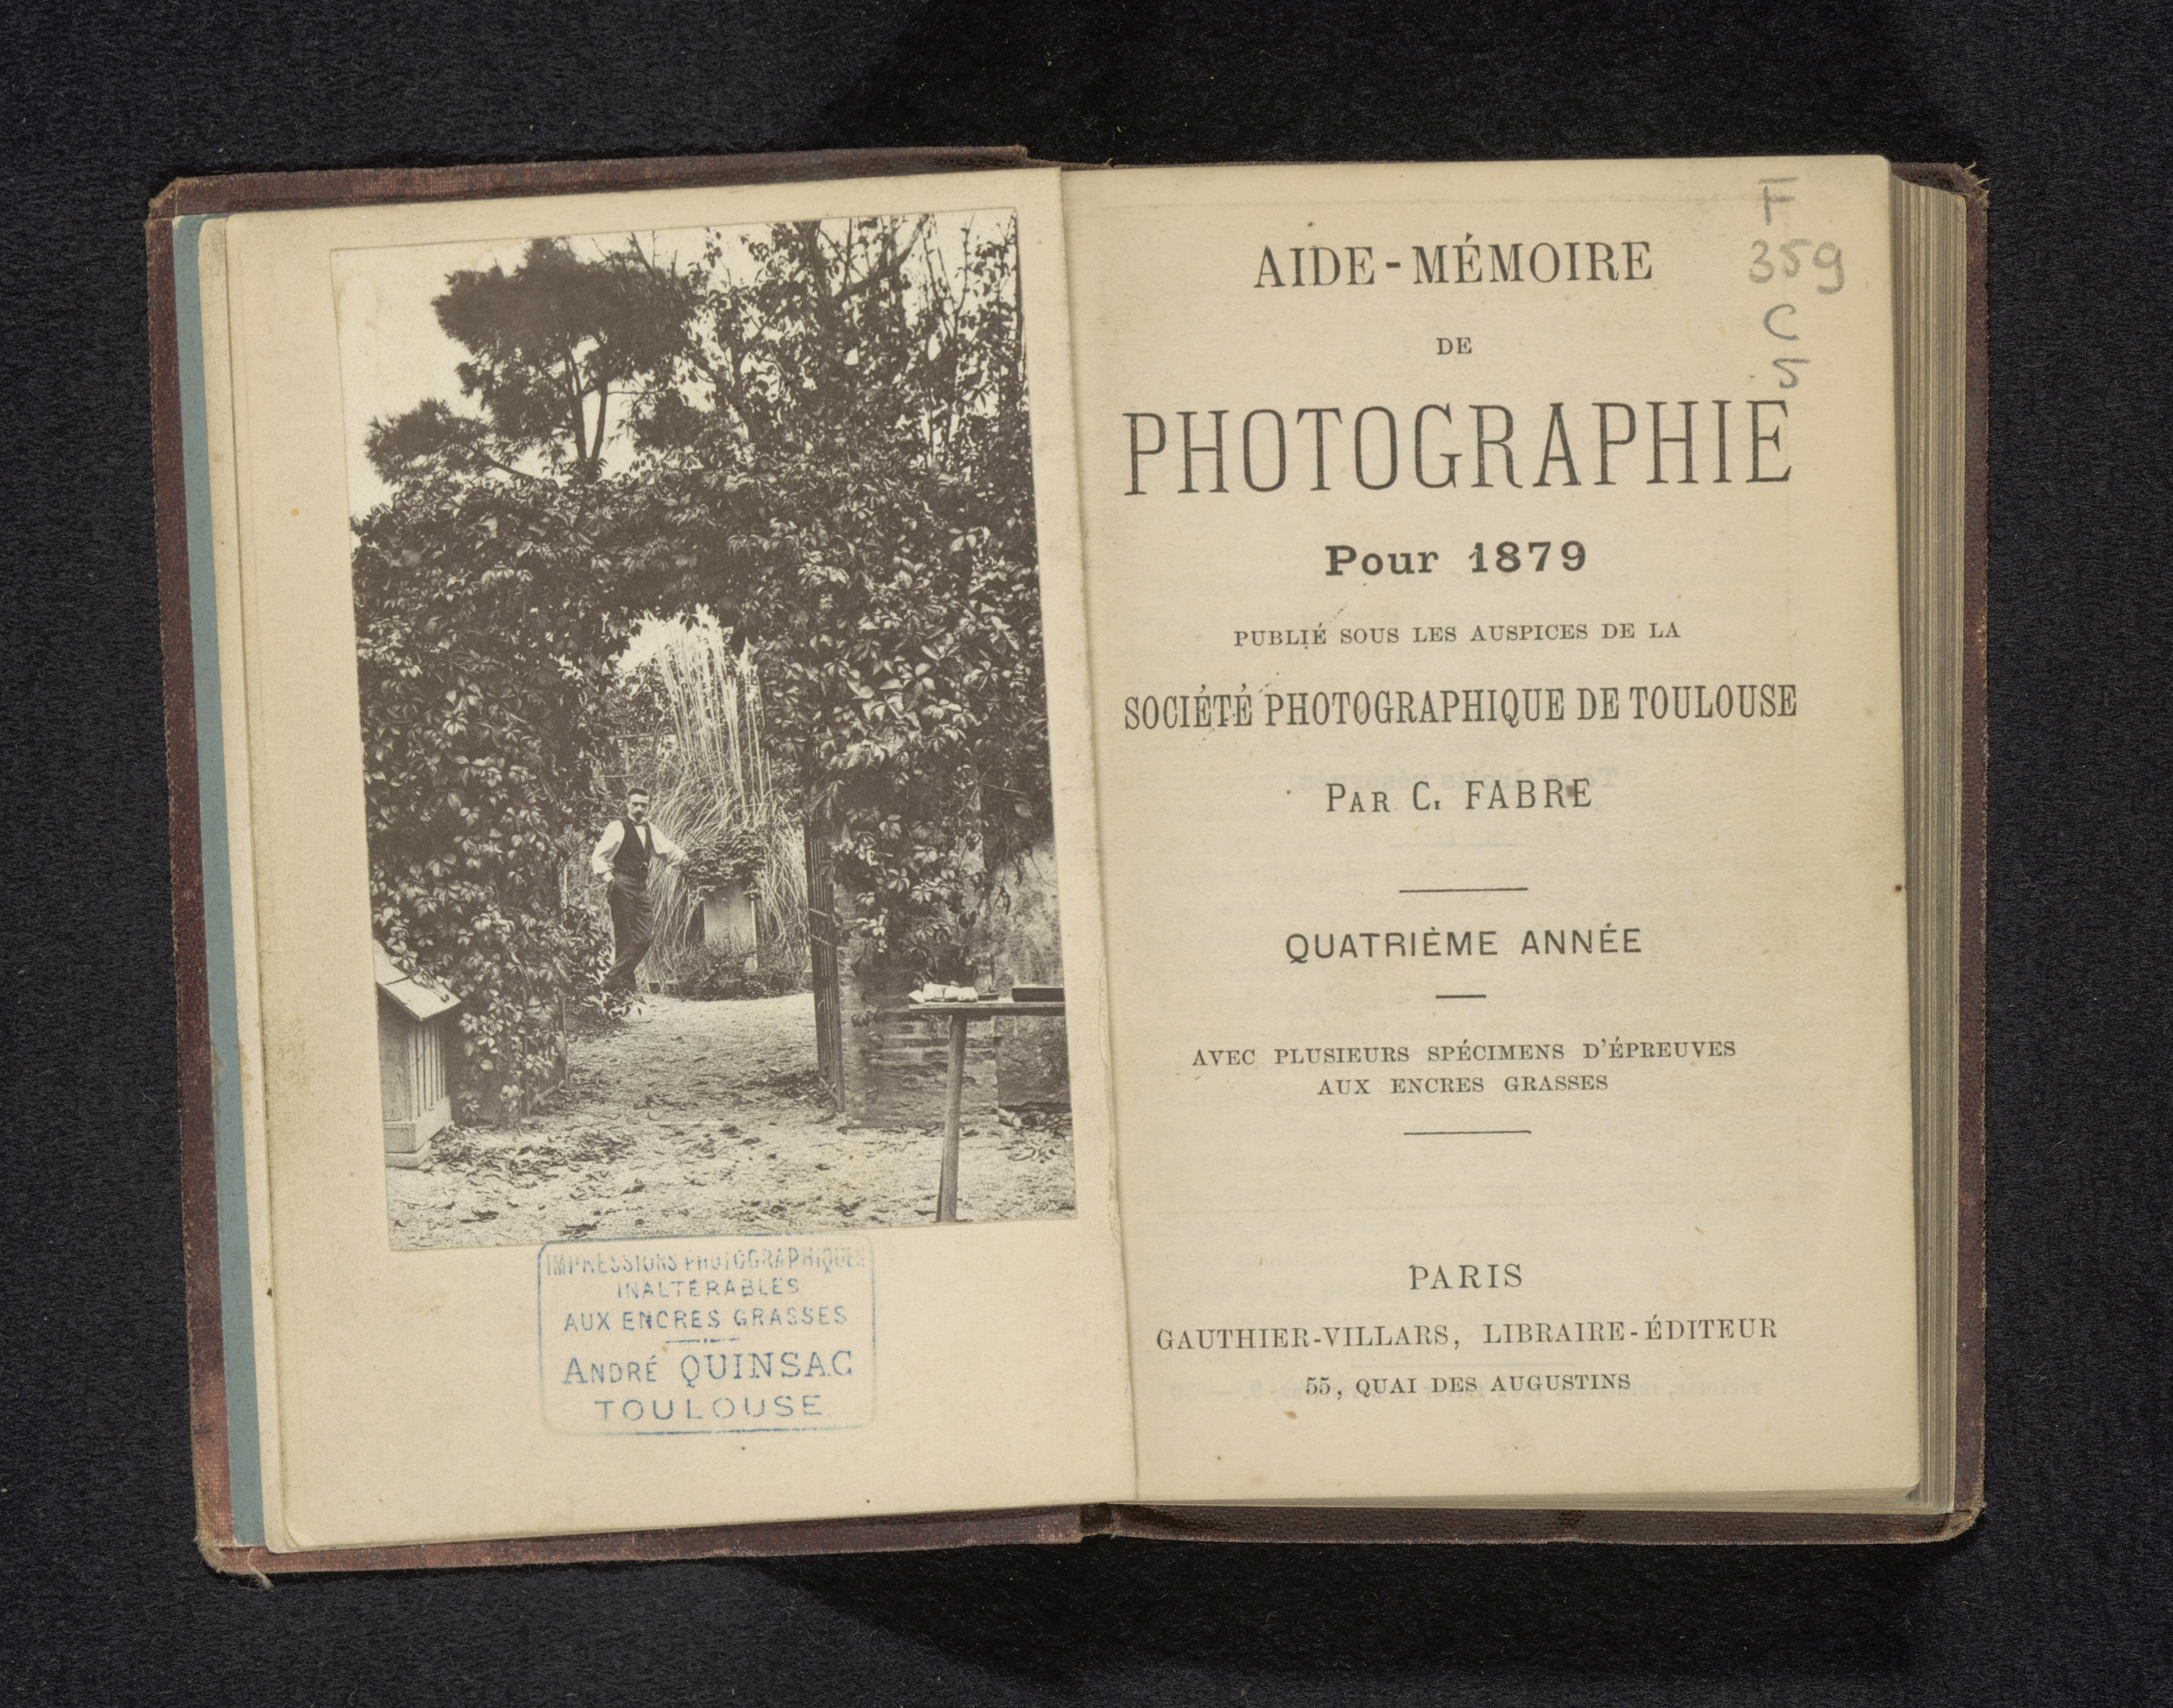 IMPRESSIONS PHOTOGRAPHIQUES
INALTÉRABLES
AUX ENCRES GRASSES
ANDRÉ QUINSAC
TOULOUSE
F
359
C
5
AIDE-MÉMOIRE
DE
PHOTOGRAPHIE
Pour 1879
PUBLIÉ SOUS LES AUSPICES DE LA
SOCIÉTÉ PHOTOGRAPHIQUE DE TOULOUSE
PAR C. FABRE
QUATRIÈME ANNÉE
AVEC PLUSIEURS SPÉCIMENS D'ÉPREUVES
AUX ENCRES GRASSES
PARIS
GAUTHIER-VILLARS, LIBRAIRE-ÉDITEUR
55, QUAI DES AUGUSTINS